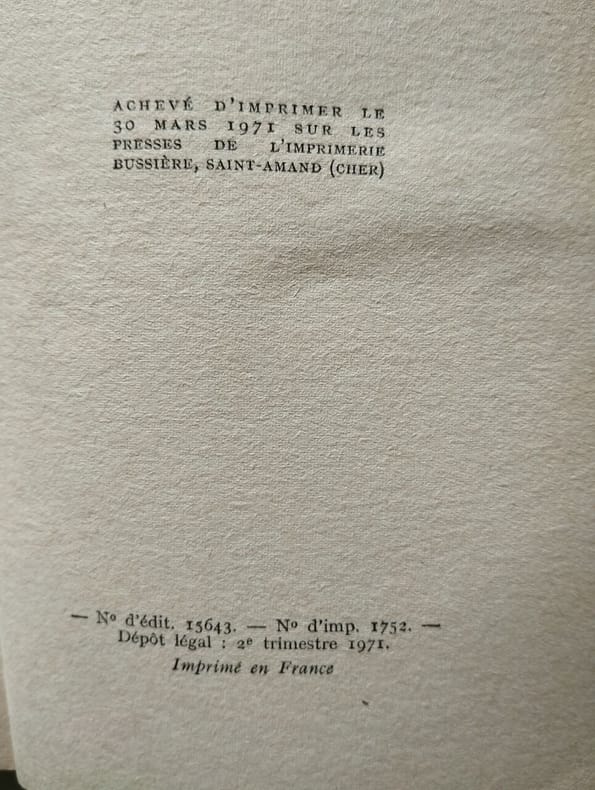 ACHEVÉ D'IMPRIMER LE
30 MARS 1971 SUR LES
PRESSES DE L'IMPRIMERIE
BUSSIÈRE, SAINT-AMAND (CHER)
— Nº d'édit. 15643. — Nº d'imp. 1752. —
Dépôt légal : 2e trimestre 1971.
Imprimé en France